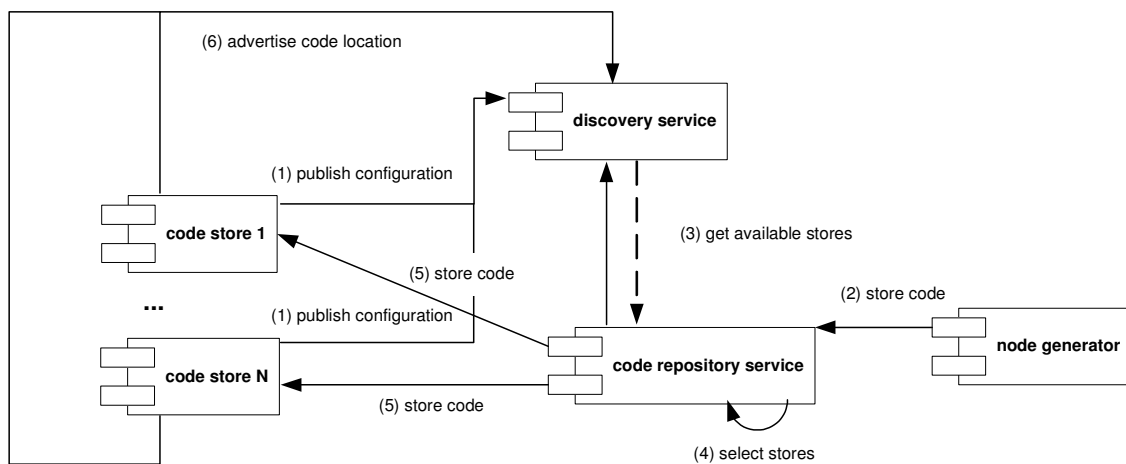 (6) advertise code location
discovery service
(1) publish configuration
code store 1
(3) get available stores
(5) store code
(2) store code
...
(1) publish configuration
code repository service
node generator
code store N
(5) store code
(4) select stores